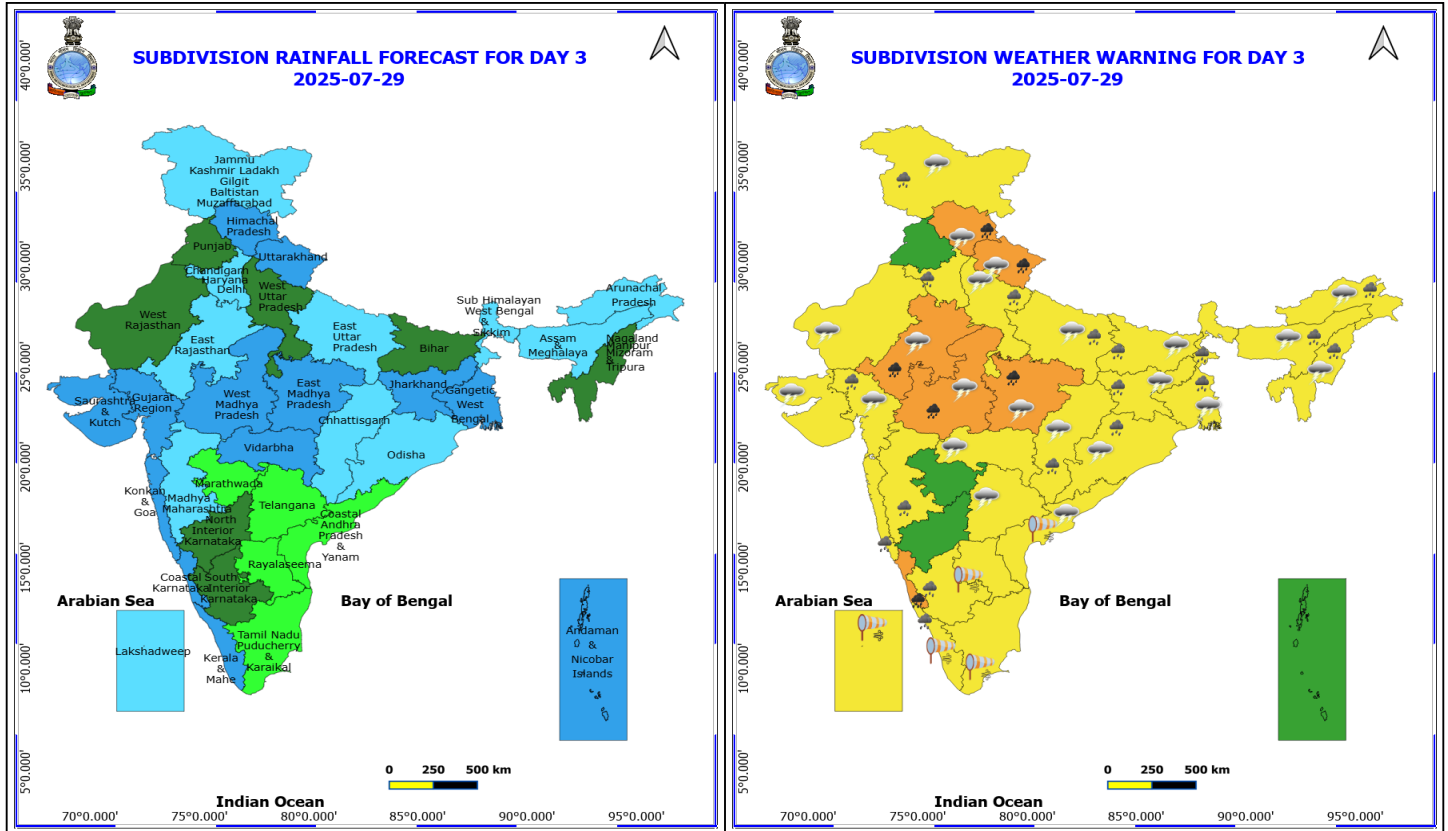 SUBDIVISION RAINFALL FORECAST FOR DAY 3
2025-07-29
40°0.000'
35°0.000'
30°0.000'
25°0.000'
20°0.000'
15°0.000'
10°0.000'
5°0.000'
Jammu
Kashmir Ladakh
Gilgit
Baltistan
Muzaffarabad
Himachal
Pradesh
Punjab
Uttarakhand
Chandigarh
Haryana
Delhi
West
Uttar
Pradesh
West
Rajasthan
East
Rajasthan
East
Uttar
Pradesh
Bihar
Sub Himalayan
West Bengal
&
Sikkim
Arunachal
Pradesh
Assam
&
Meghalaya
Nagaland
Manipur
Mizoram
&
Tripura
Saurashtra
&
Kutch
Gujarat
Region
West
Madhya
Pradesh
East
Madhya
Pradesh
Jharkhand
Gangetic
West
Bengal
Chhattisgarh
Odisha
Vidarbha
Konkan
&
Goa
Madhya
Maharashtra
Marathwada
Telangana
North
Interior
Karnataka
Coastal
Andhra
Pradesh
&
Yanam
Rayalaseema
Coastal
Karnataka
South
Interior
Karnataka
Tamil Nadu
Puducherry
&
Karaikal
Kerala
&
Mahe
Lakshadweep
Andaman
&
Nicobar
Islands
Arabian Sea
Bay of Bengal
Indian Ocean
0 250 500 km
70°0.000' 75°0.000' 80°0.000' 85°0.000' 90°0.000' 95°0.000'
SUBDIVISION WEATHER WARNING FOR DAY 3
2025-07-29
40°0.000'
35°0.000'
30°0.000'
25°0.000'
20°0.000'
15°0.000'
10°0.000'
5°0.000'
Arabian Sea
Bay of Bengal
Indian Ocean
0 250 500 km
70°0.000' 75°0.000' 80°0.000' 85°0.000' 90°0.000' 95°0.000'